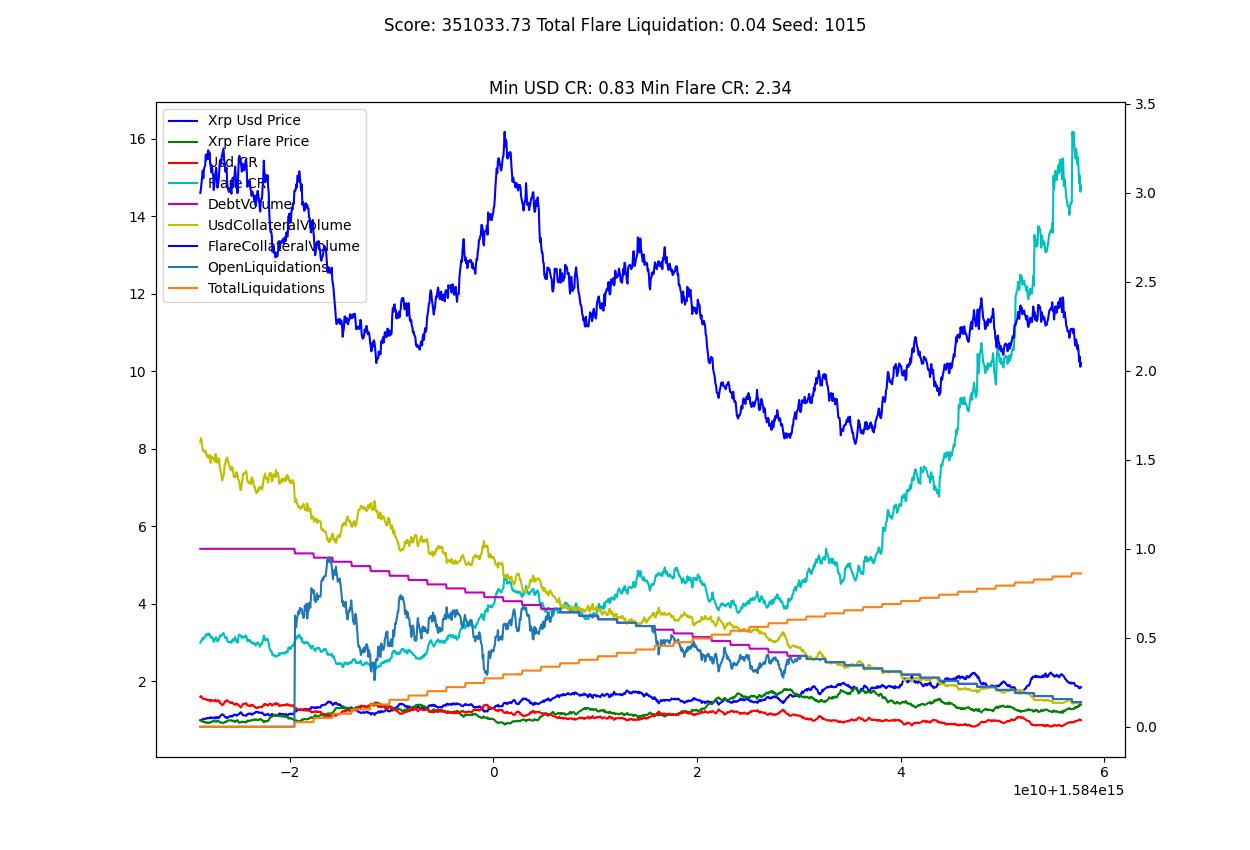 Score: 351033.73 Total Flare Liquidation: 0.04 Seed: 1015
Min USD CR: 0.83 Min Flare CR: 2.34
Xrp Usd Price
Xrp Flare Price
Usd CR
Flare CR
DebtVolume
UsdCollateralVolume
FlareCollateralVolume
OpenLiquidations
TotalLiquidations
16
14
12
10
8
6
4
2
3.5
3.0
2.5
2.0
1.5
1.0
0.5
0.0
−2
0
2
4
6
1e10+1.584e15